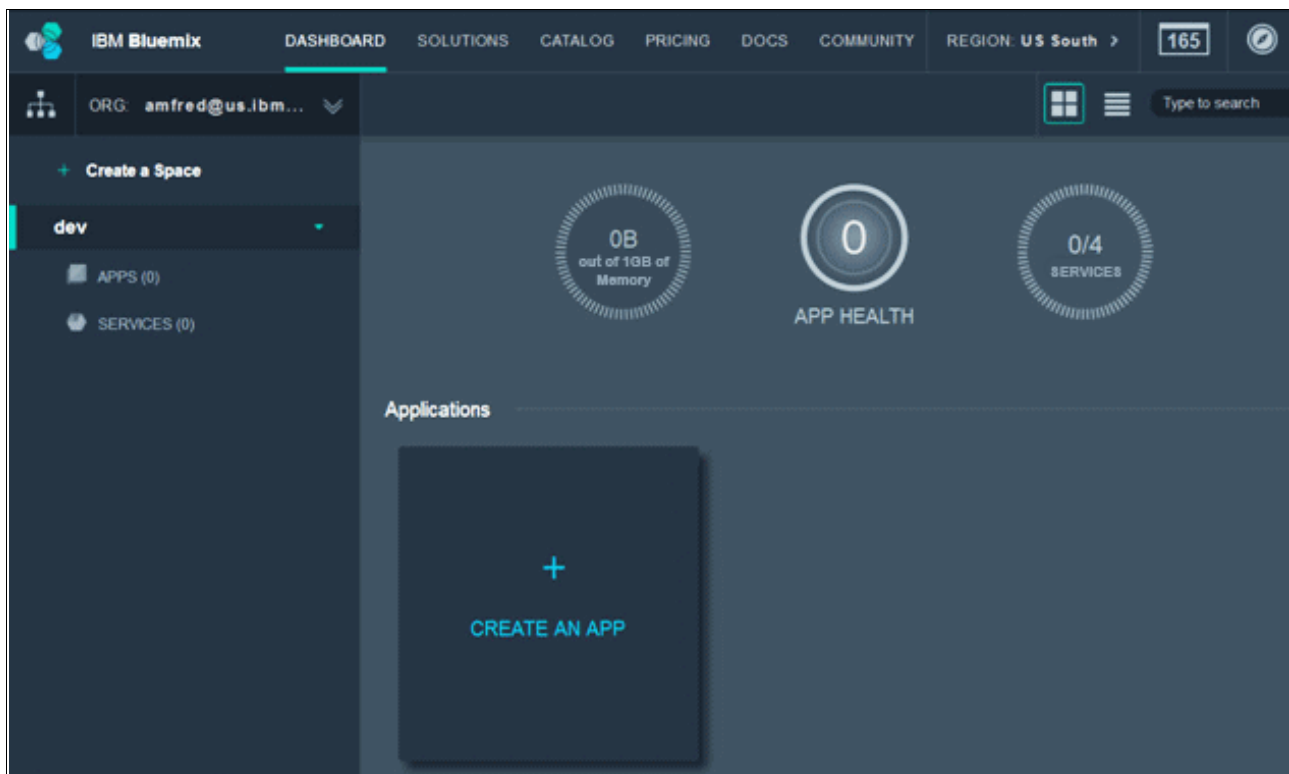 IBM Bluemix DASHBOARD SOLUTIONS CATALOG PRICING DOCS COMMUNITY REGION: US South > 165
ORG: amfred@us.ibm... Type to search
+ Create a Space
dev
APPS (0)
SERVICES (0)
0B
out of 1GB of
Memory
0
APP HEALTH
0/4
SERVICES
Applications
+
CREATE AN APP